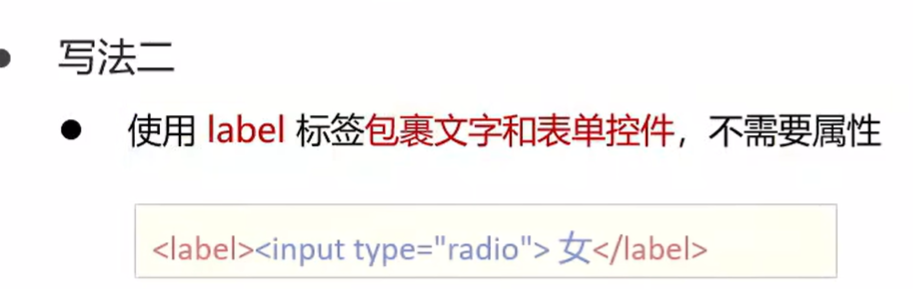 写法二
使用 label 标签包裹文字和表单控件，不需要属性
<label><input type="radio"> 女</label>